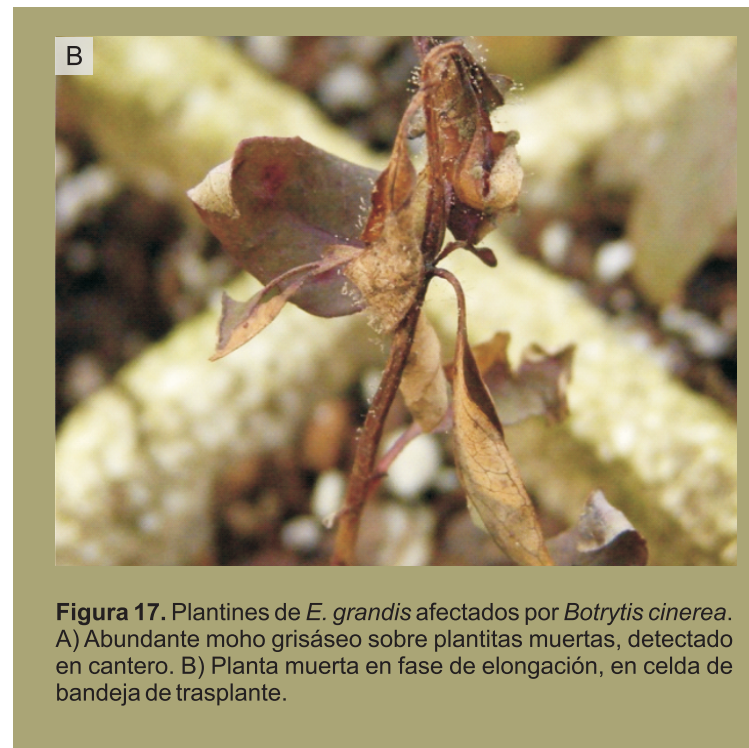 B
Figura 17. Plantines de E. grandis afectados por Botrytis cinerea.
A) Abundante moho grisáseo sobre plantitas muertas, detectado
en cantero. B) Planta muerta en fase de elongación, en celda de
bandeja de trasplante.